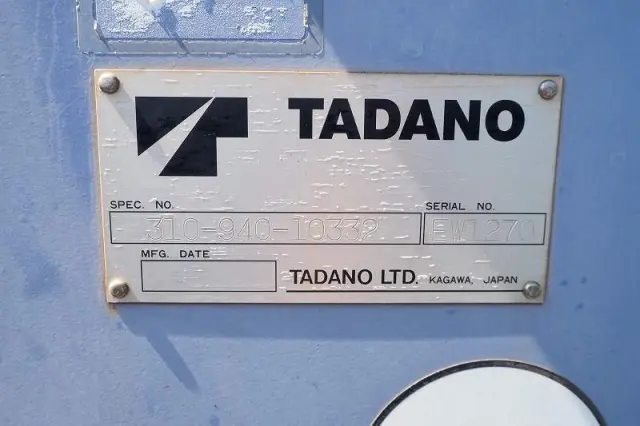 TADANO
SPEC. NO.
310-940-10332
SERIAL NO.
EW1270
MFG. DATE
TADANO LTD. KAGAWA, JAPAN